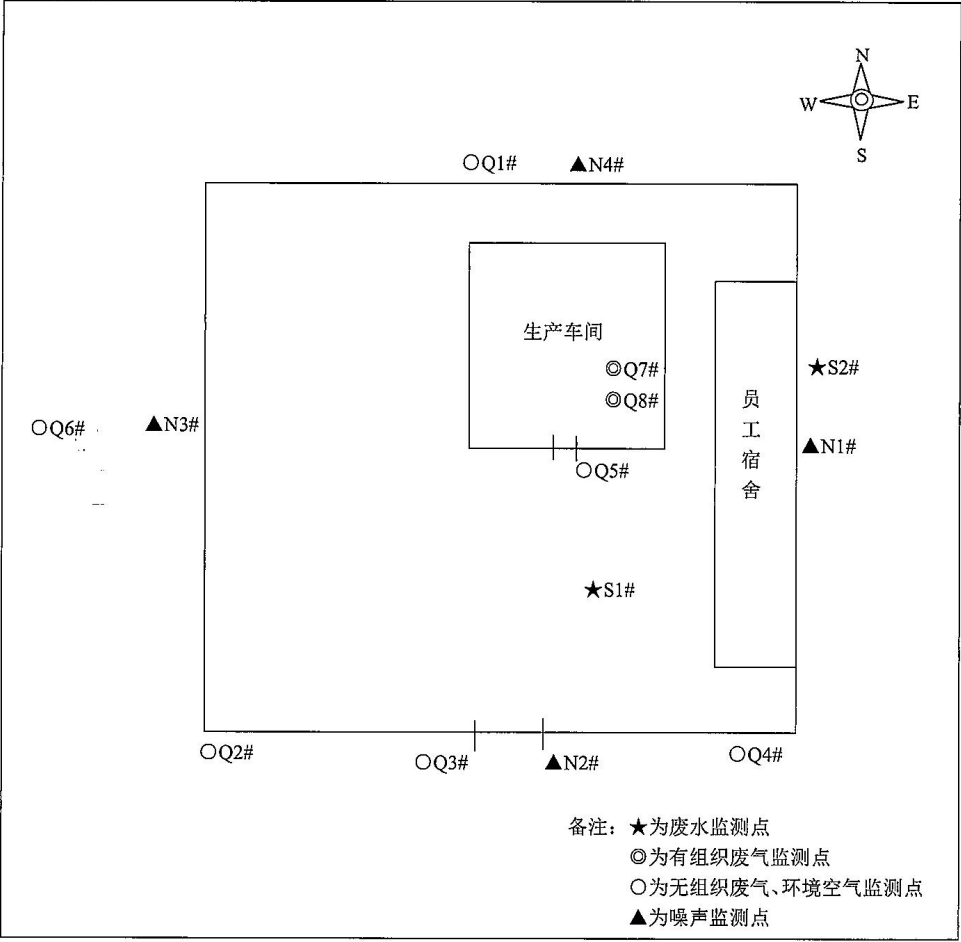 N
W E
S
○Q1# ▲N4#
生产车间
◎Q7#
◎Q8#
★S2#
员工宿舍
○Q6# ▲N3#
▲N1#
○Q5#
★S1#
○Q2#
○Q3# ▲N2#
○Q4#
备注：★为废水监测点
◎为有组织废气监测点
○为无组织废气、环境空气监测点
▲为噪声监测点